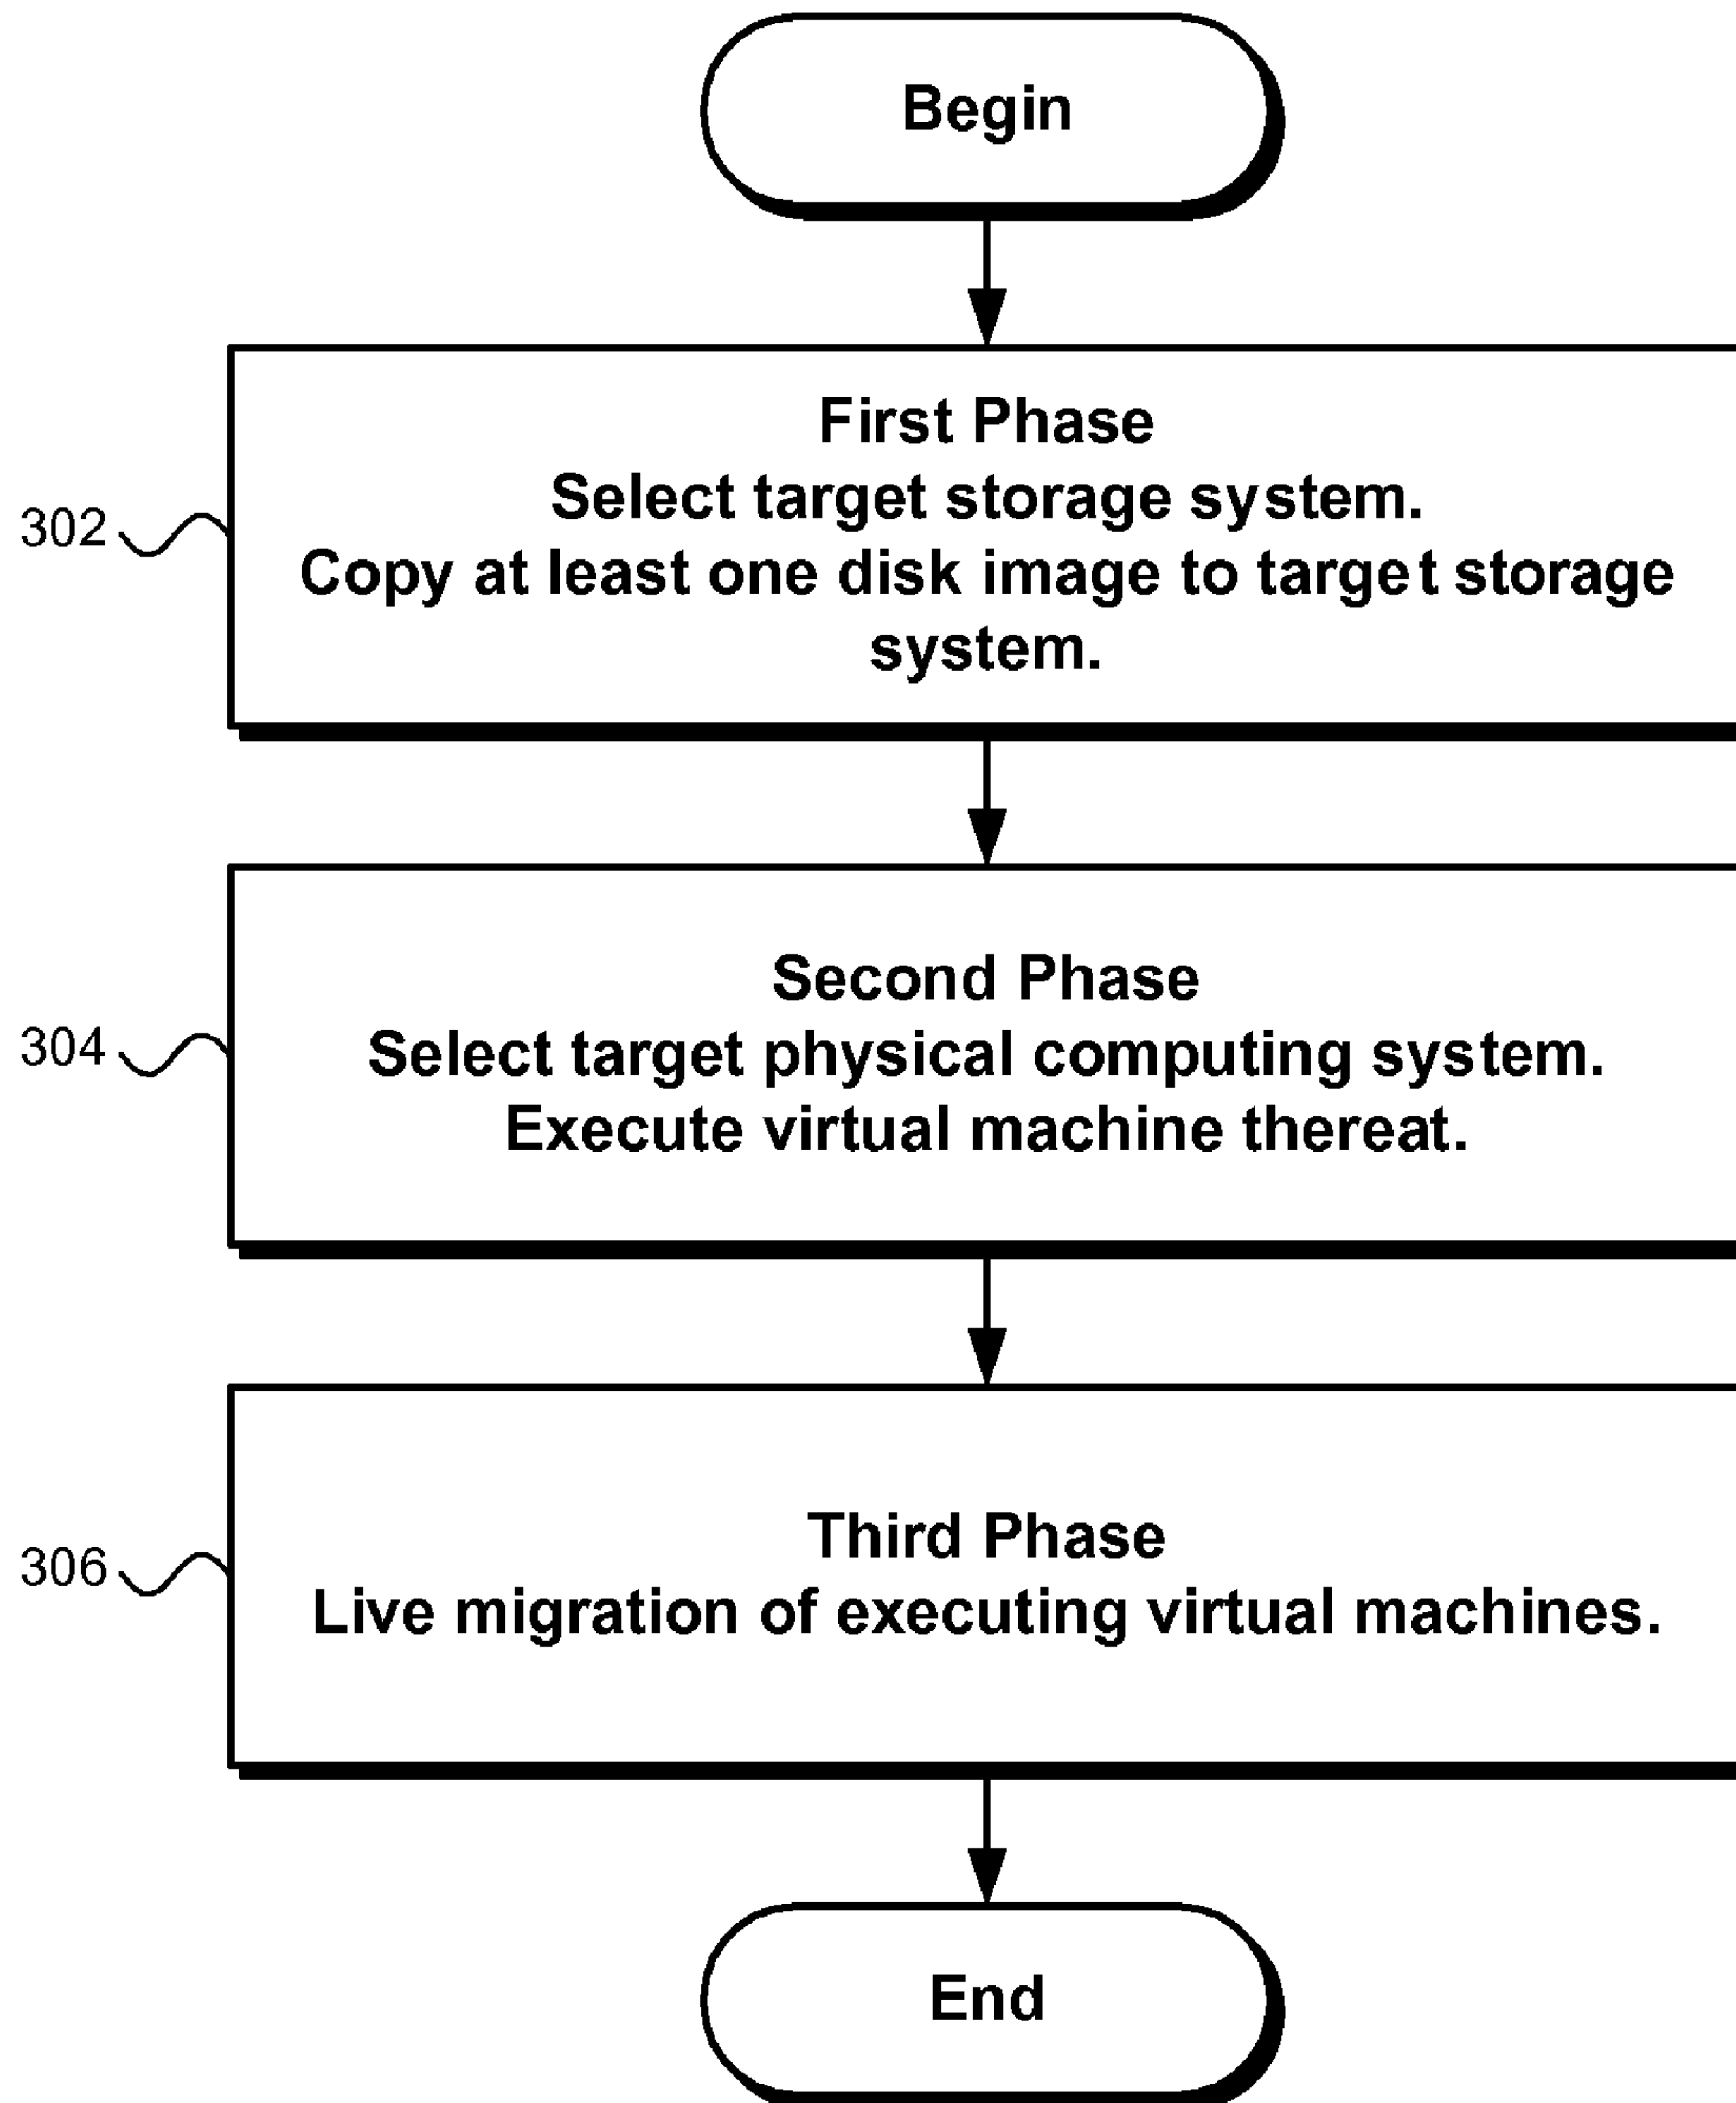 Begin
First Phase
Select target storage system.
Copy at least one disk image to target storage
system.
302
Second Phase
Select target physical computing system.
Execute virtual machine thereat.
304
Third Phase
Live migration of executing virtual machines.
306
End